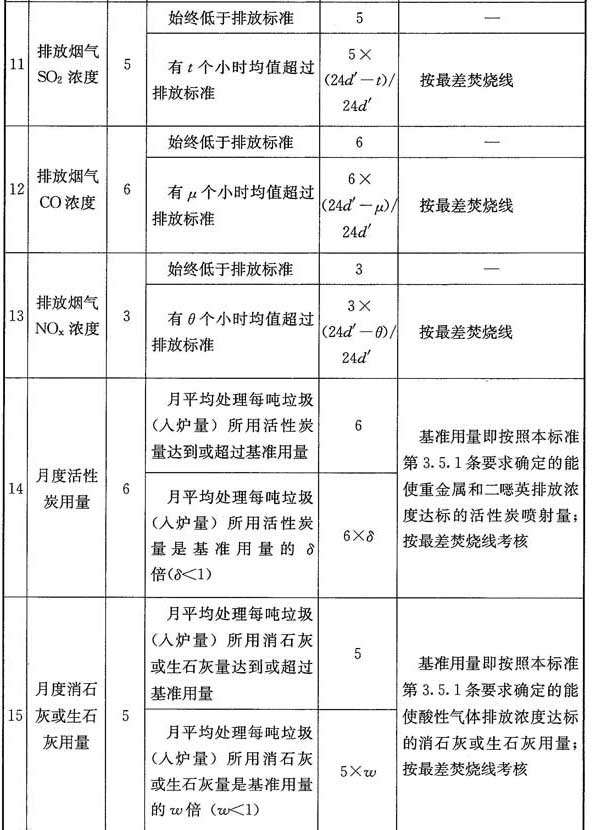 11
排放烟气
SO₂ 浓度
5
始终低于排放标准
5
—
有 t 个小时均值超过
排放标准
5×
(24d′－t)/
24d′
按最差焚烧线
12
排放烟气
CO 浓度
6
始终低于排放标准
6
—
有 μ 个小时均值超过
排放标准
6×
(24d′－μ)/
24d′
按最差焚烧线
13
排放烟气
NOₓ 浓度
3
始终低于排放标准
3
—
有 θ 个小时均值超过
排放标准
3×
(24d′－θ)/
24d′
按最差焚烧线
14
月度活性
炭用量
6
月平均处理每吨垃圾
(入炉量）所用活性炭
量达到或超过基准用量
6
月平均处理每吨垃圾
(入炉量）所用活性炭
量是基准用量的 δ
倍(δ＜1)
6×δ
基准用量即按照本标准
第 3.5.1 条要求确定的能
使重金属和二噁英排放浓
度达标的活性炭喷射量；
按最差焚烧线考核
15
月度消石
灰或生石
灰用量
5
月平均处理每吨垃圾
(入炉量）所用消石灰
或生石灰量达到或超过
基准用量
5
月平均处理每吨垃圾
(入炉量）所用消石灰
或生石灰量是基准用量
的 w 倍（w＜1）
5×w
基准用量即按照本标准
第 3.5.1 条要求确定的能
使酸性气体排放浓度达标
的消石灰或生石灰用量；
按最差焚烧线考核